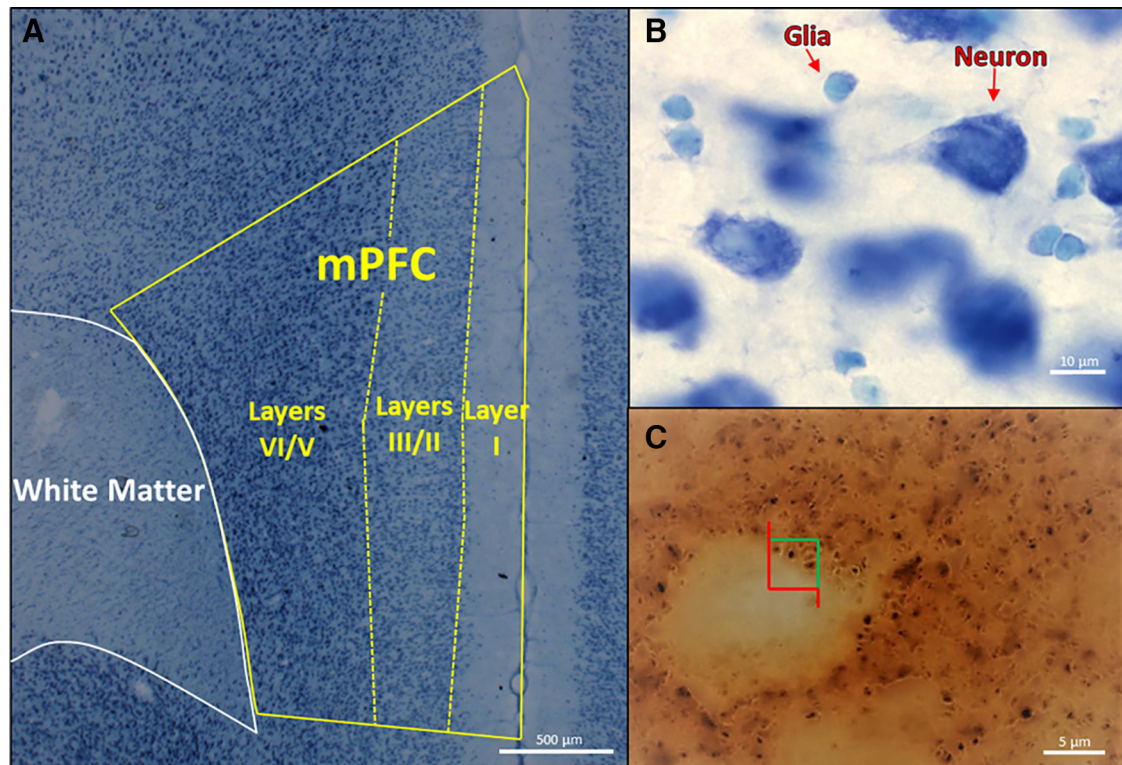 A
mPFC
Layers
VI/V
Layers
III/II
Layer
I
White Matter
500 µm
B
Glia
Neuron
10 µm
C
5 µm